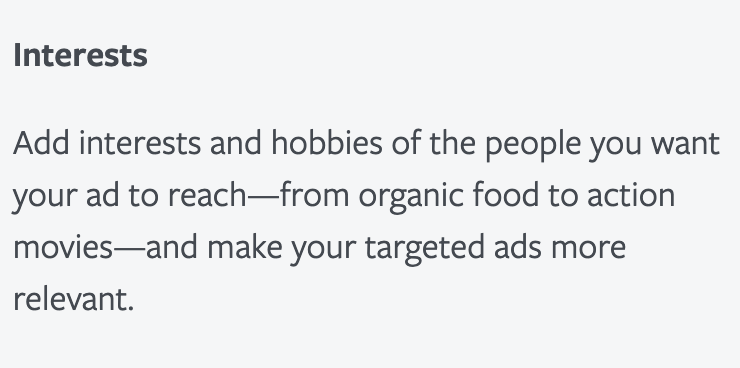 Interests
Add interests and hobbies of the people you want
your ad to reach—from organic food to action
movies—and make your targeted ads more
relevant.